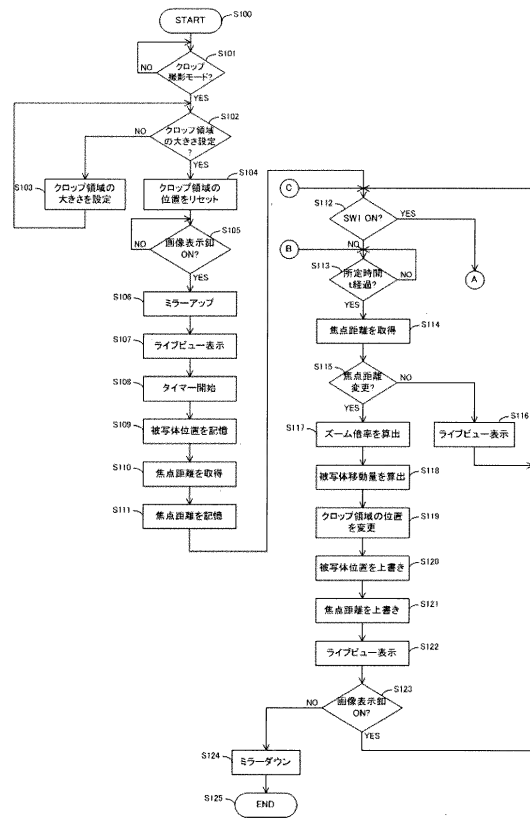 START
S100
S101
クロップ
撮影モード?
NO
YES
S102
クロップ領域
の大きさ設定
?
NO
YES
S103
クロップ領域の
大きさを設定
S104
クロップ領域の
位置をリセット
S105
画像表示釦
ON?
NO
YES
S106
ミラーアップ
S107
ライブビュー表示
S108
タイマー開始
S109
被写体位置を記憶
S110
焦点距離を取得
S111
焦点距離を記憶
C
S112
SW1 ON?
YES
NO
A
B
S113
所定時間
t経過?
NO
YES
焦点距離を取得
S114
S115
焦点距離
変更?
NO
YES
S116
ライブビュー表示
S117
ズーム倍率を算出
被写体移動量を算出
S118
クロップ領域の位置
を変更
S119
被写体位置を上書き
S120
焦点距離を上書き
S121
ライブビュー表示
S122
S123
画像表示釦
ON?
NO
YES
S124
ミラーダウン
S125
END